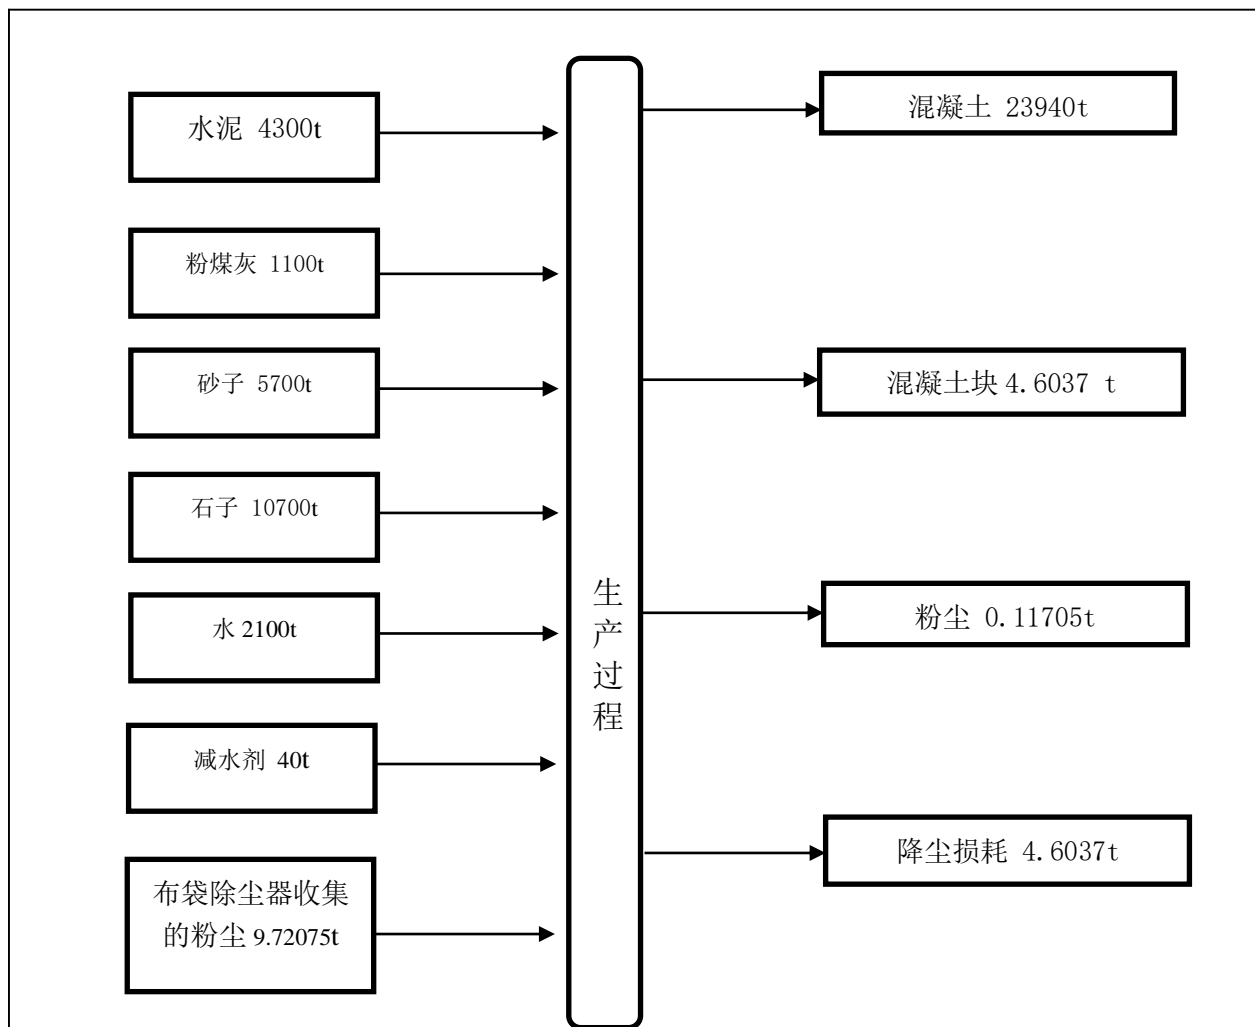 水泥 4300t
粉煤灰 1100t
砂子 5700t
石子 10700t
水 2100t
减水剂 40t
布袋除尘器收集
的粉尘 9.72075t
生
产
过
程
混凝土 23940t
混凝土块 4.6037 t
粉尘 0.11705t
降尘损耗 4.6037t